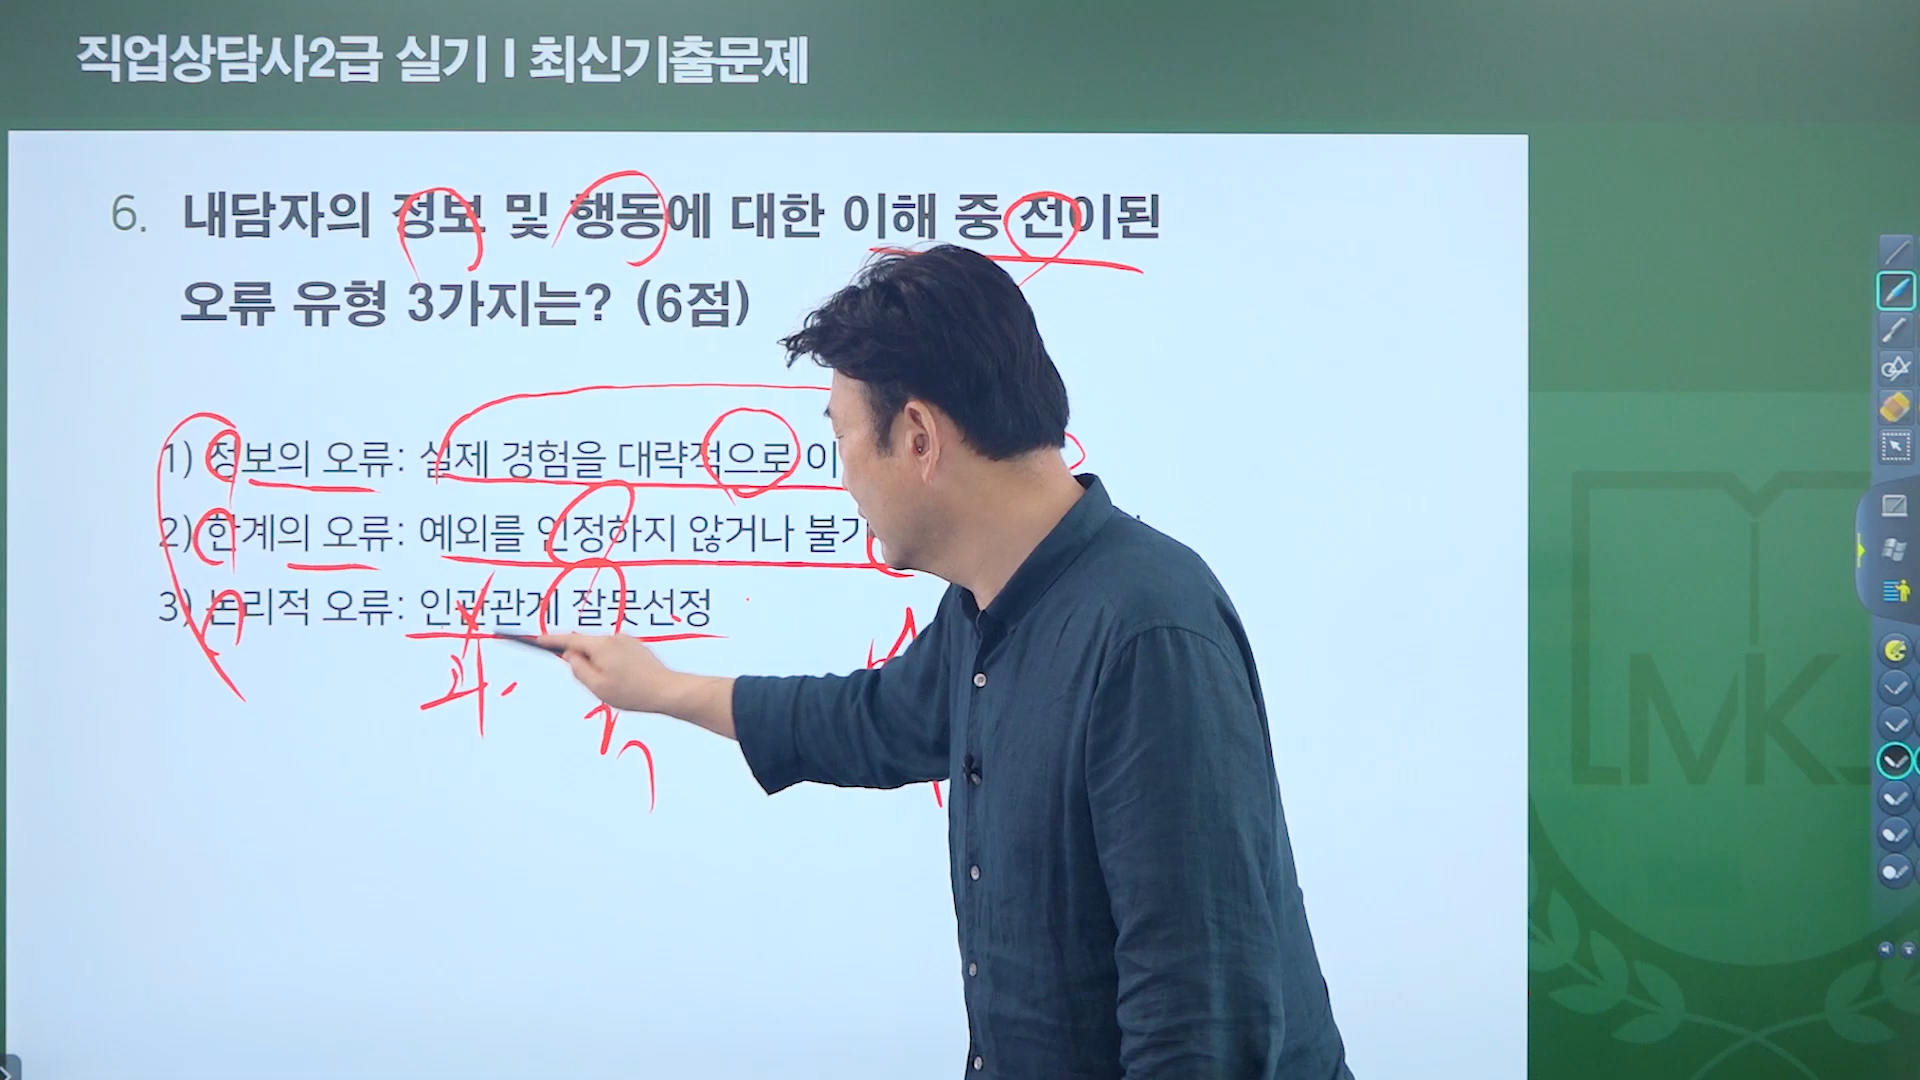 직업상담사2급 실기 I 최신기출문제
6. 내담자의 정보 및 행동에 대한 이해 중 전이된
오류 유형 3가지는? (6점)
1) 정보의 오류: 실제 경험을 대략적으로 이
2) 한계의 오류: 예외를 인정하지 않거나 불가
3) 논리적 오류: 인관관계 잘못선정
MK